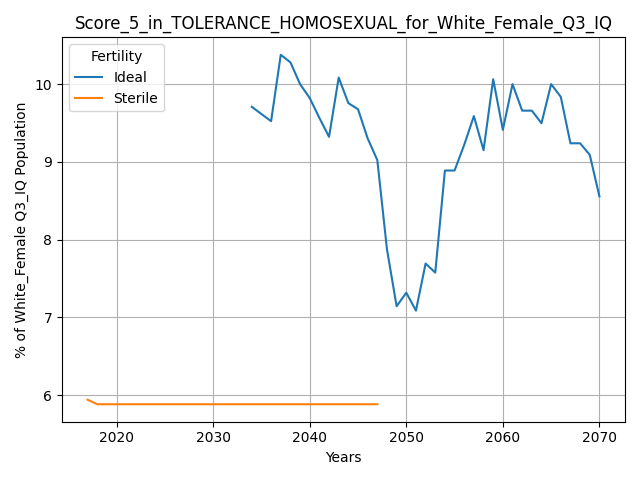 Score_5_in_TOLERANCE_HOMOSEXUAL_for_White_Female_Q3_IQ
Fertility
Ideal
Sterile
% of White_Female Q3_IQ Population
10
9
8
7
6
2020 2030 2040 2050 2060 2070
Years